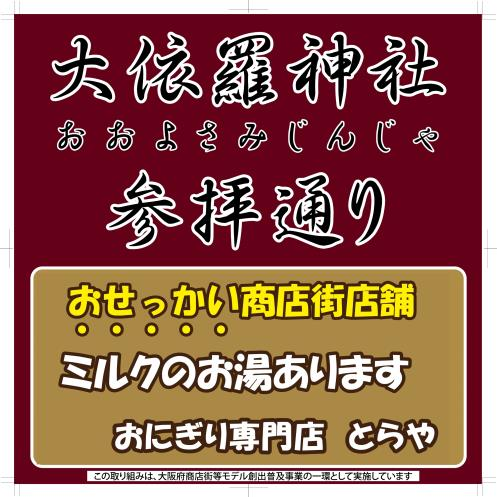 大依羅神社
おおよさみじんじゃ
参拝通り
おせっかい商店街店舗
ミルクのお湯あります
おにぎり専門店 とらや
この取り組みは、大阪府商店街等モデル創出普及事業の一環として実施しています